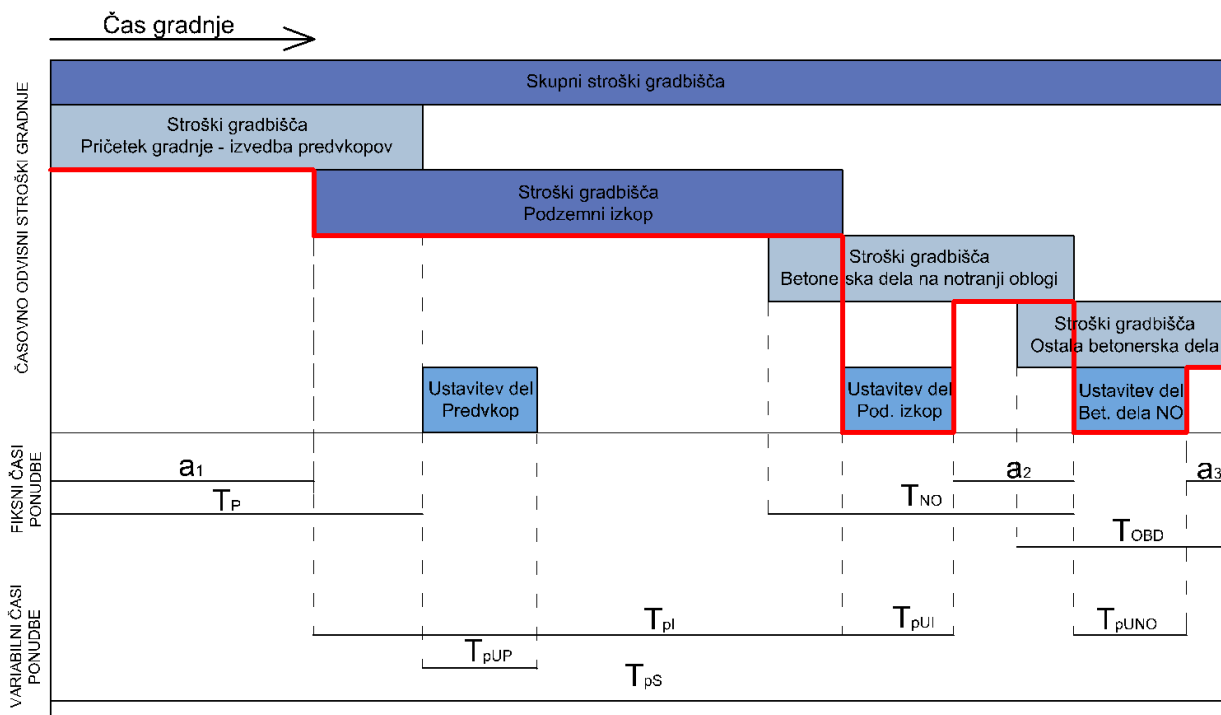 Čas gradnje
Skupni stroški gradbišča
Stroški gradbišča
Pričetek gradnje - izvedba predvkopov
Stroški gradbišča
Podzemni izkop
Stroški gradbišča
Betonerska dela na notranji oblogi
Stroški gradbišča
Ostala betonerska dela
Ustavitev del
Predvkop
Ustavitev del
Pod. izkop
Ustavitev del
Bet. dela NO
ČASOVNO ODVISNI STROŠKI GRADNJE
FIKSNI ČASI
PONUDBE
a1
a2
a3
TP
TNO
TOBD
VARIABILNI ČASI
PONUDBE
TpI
TpUI
TpUNO
TpUP
TpS